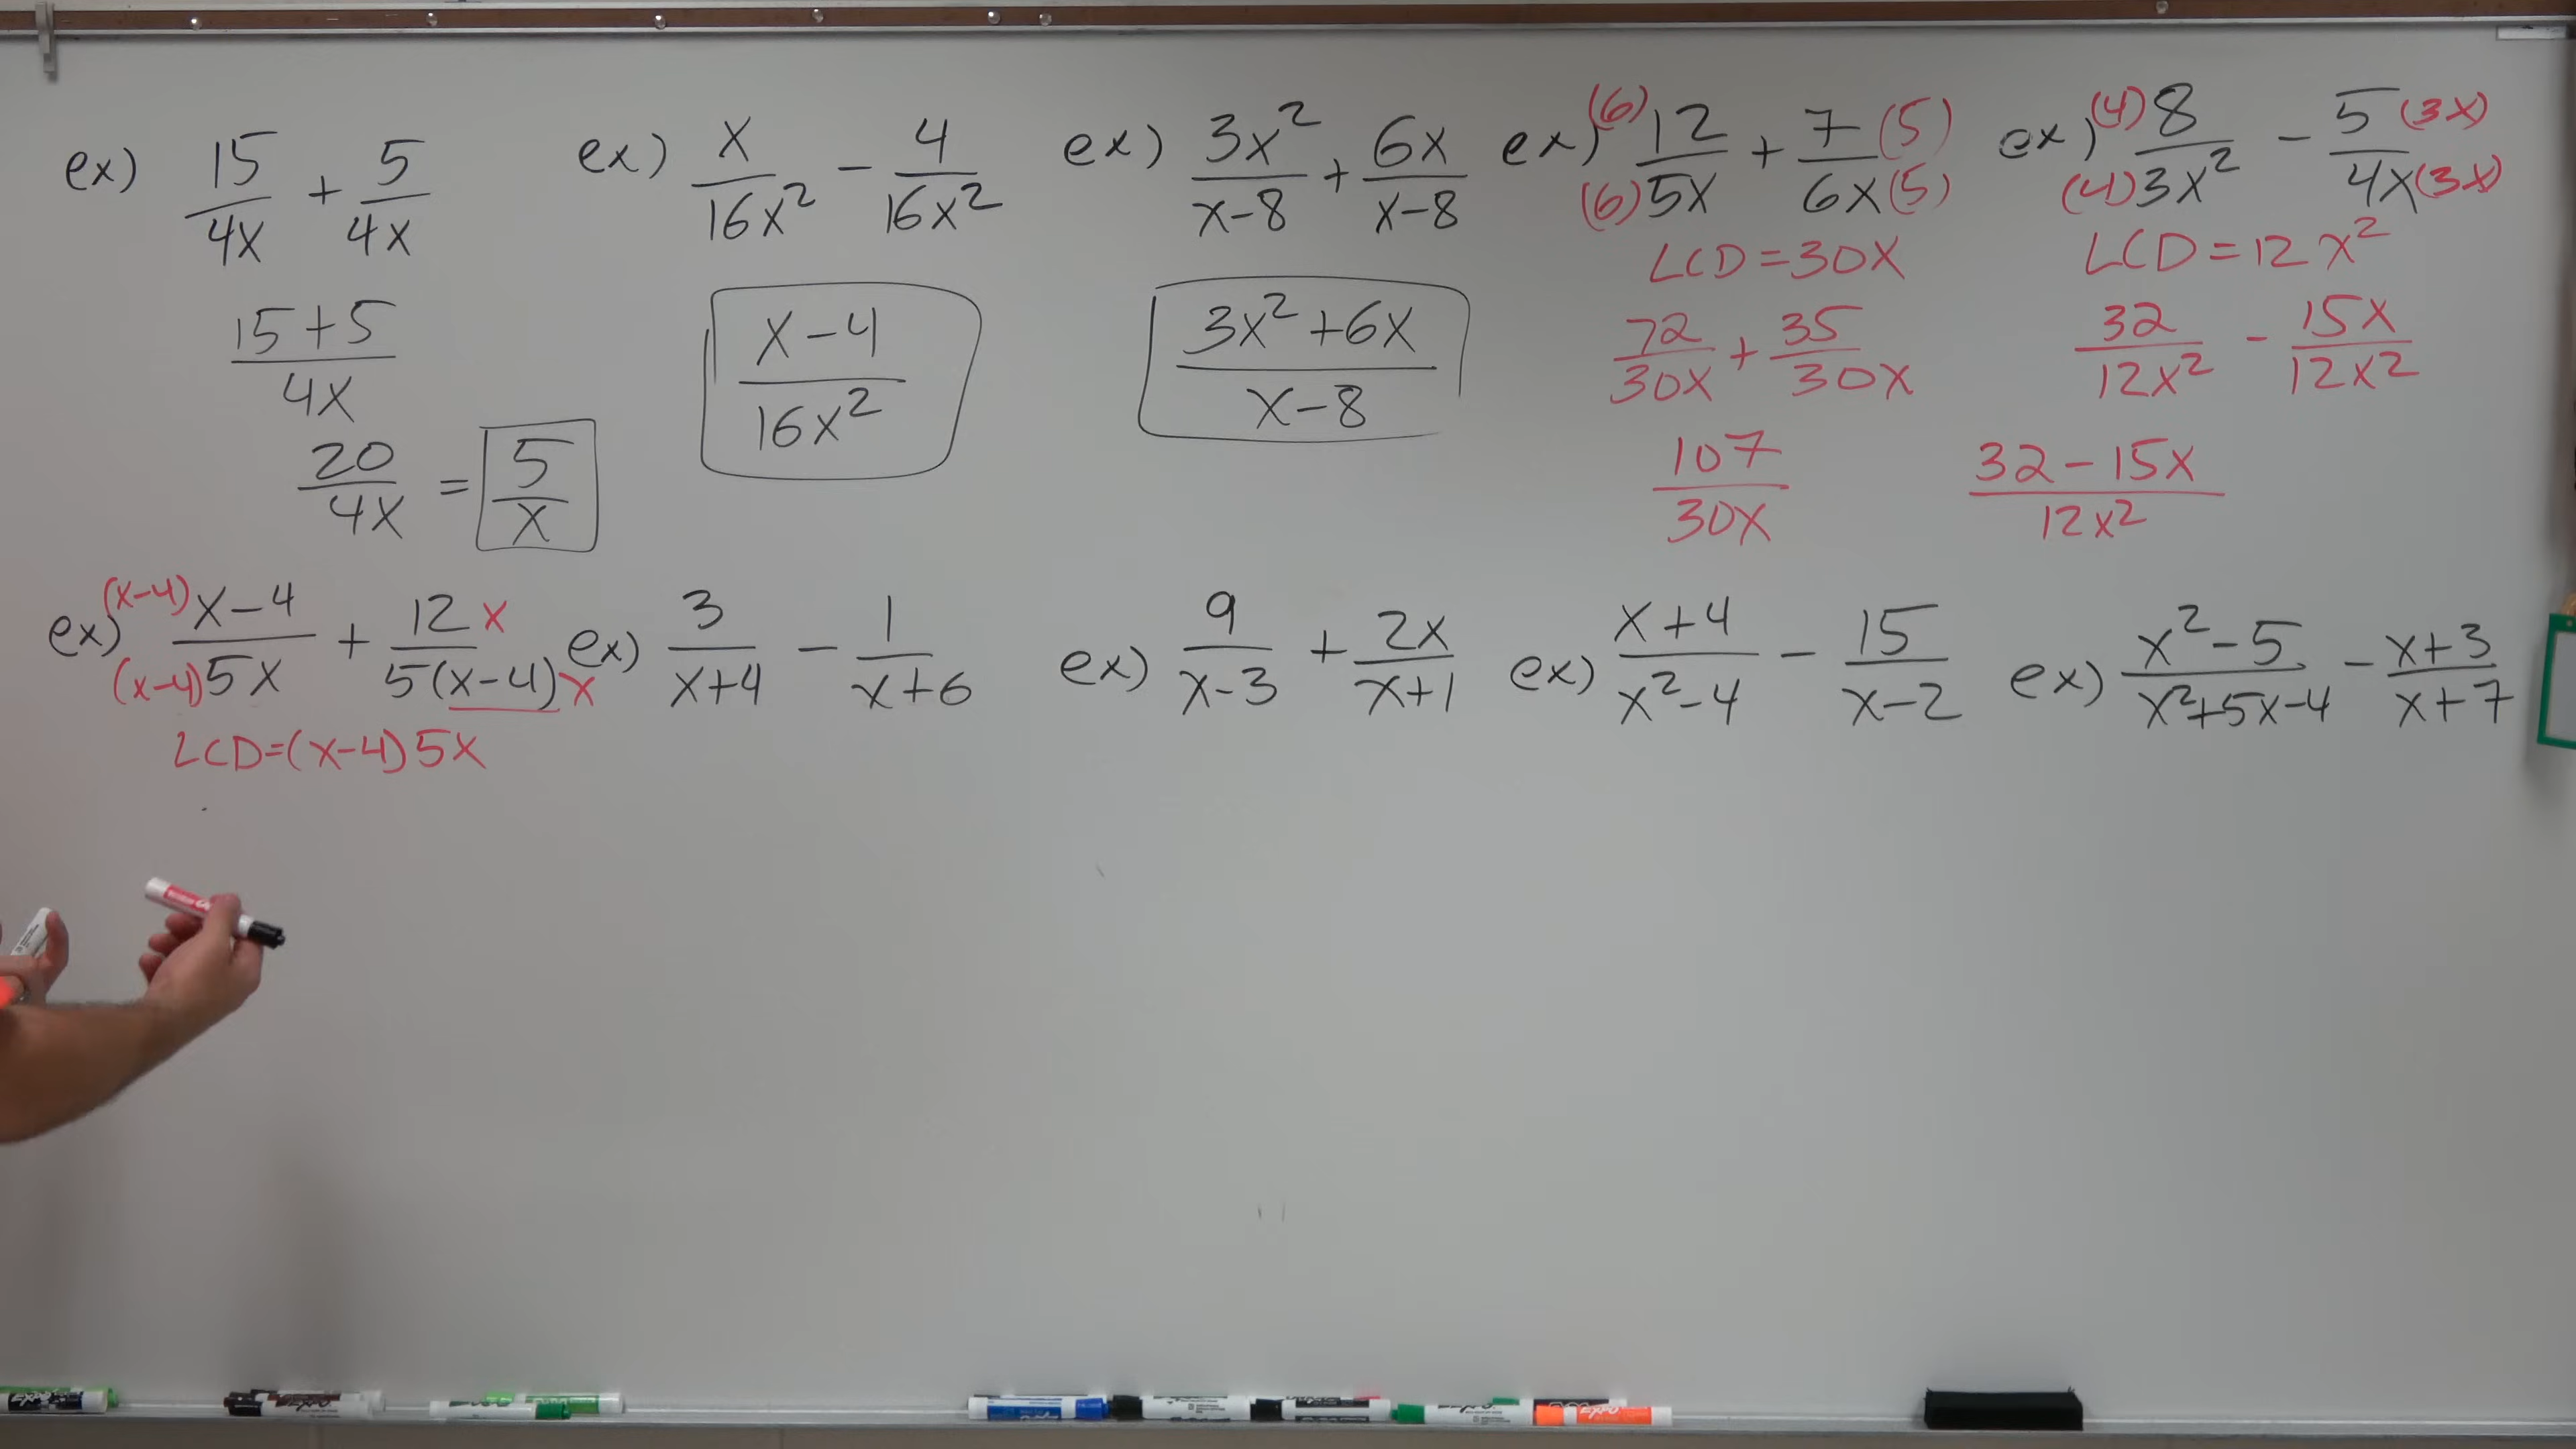 ex) 15/4x + 5/4x
15+5/4x
20/4x = 5/x
ex) x/16x² - 4/16x²
x-4/16x²
ex) 3x²/x-8 + 6x/x-8
3x²+6x/x-8
ex) (6)12/(6)5x + 7(5)/6x(5)
LCD=30x
72/30x + 35/30x
107/30x
ex) (4)8/(4)3x² - 5(3x)/4x(3x)
LCD=12x²
32/12x² - 15x/12x²
32-15x/12x²
ex) (x-4)x-4/(x-4)5x + 12x/5(x-4)x
LCD=(x-4)5x
ex) 3/x+4 - 1/x+6
ex) 9/x-3 + 2x/x+1
ex) x+4/x²-4 - 15/x-2
ex) x²-5/x²+5x-4 - x+3/x+7